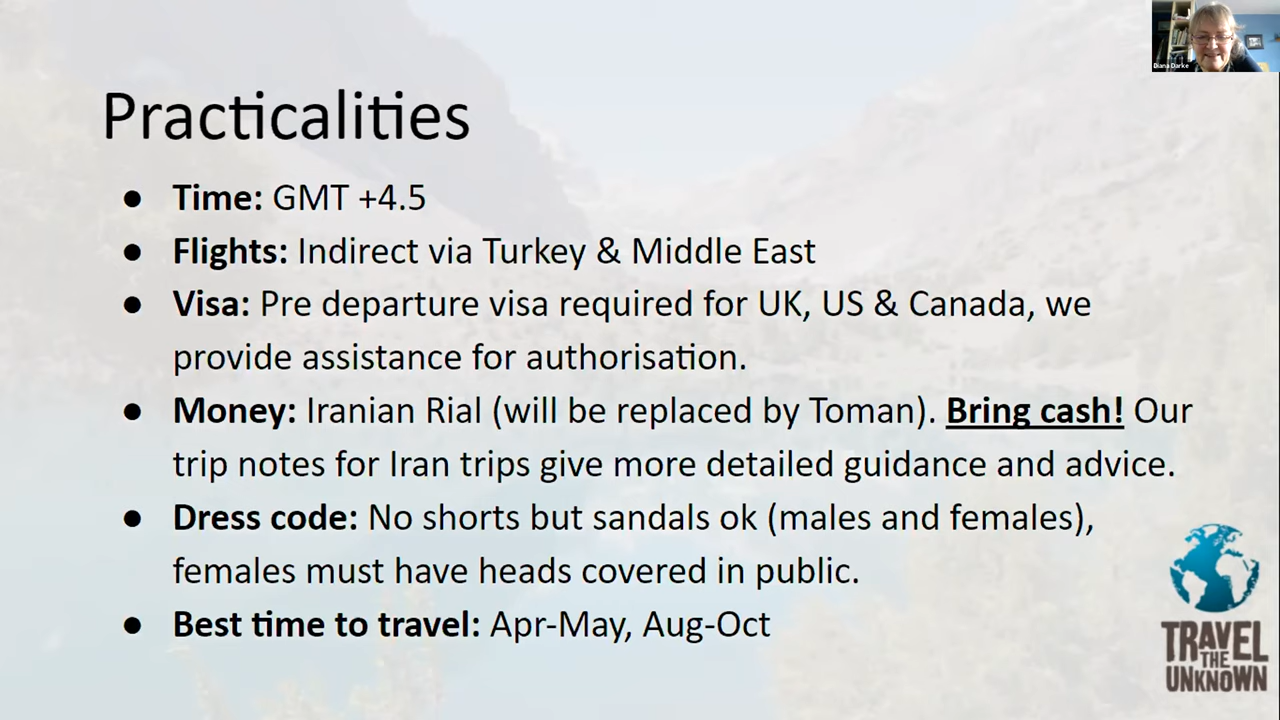 Diana Darke
Practicalities
● Time: GMT +4.5
● Flights: Indirect via Turkey & Middle East
● Visa: Pre departure visa required for UK, US & Canada, we
provide assistance for authorisation.
● Money: Iranian Rial (will be replaced by Toman). Bring cash! Our
trip notes for Iran trips give more detailed guidance and advice.
● Dress code: No shorts but sandals ok (males and females),
females must have heads covered in public.
● Best time to travel: Apr-May, Aug-Oct
TRAVEL
THE
UNKNOWN